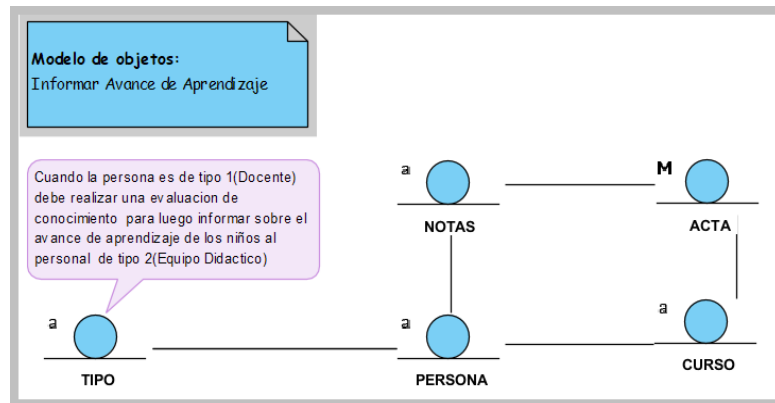 Modelo de objetos:
Informar Avance de Aprendizaje
Cuando la persona es de tipo 1(Docente)
debe realizar una evaluacion de
conocimiento para luego informar sobre el
avance de aprendizaje de los niños al
personal de tipo 2(Equipo Didactico)
a
NOTAS
M
ACTA
a
TIPO
a
PERSONA
a
CURSO